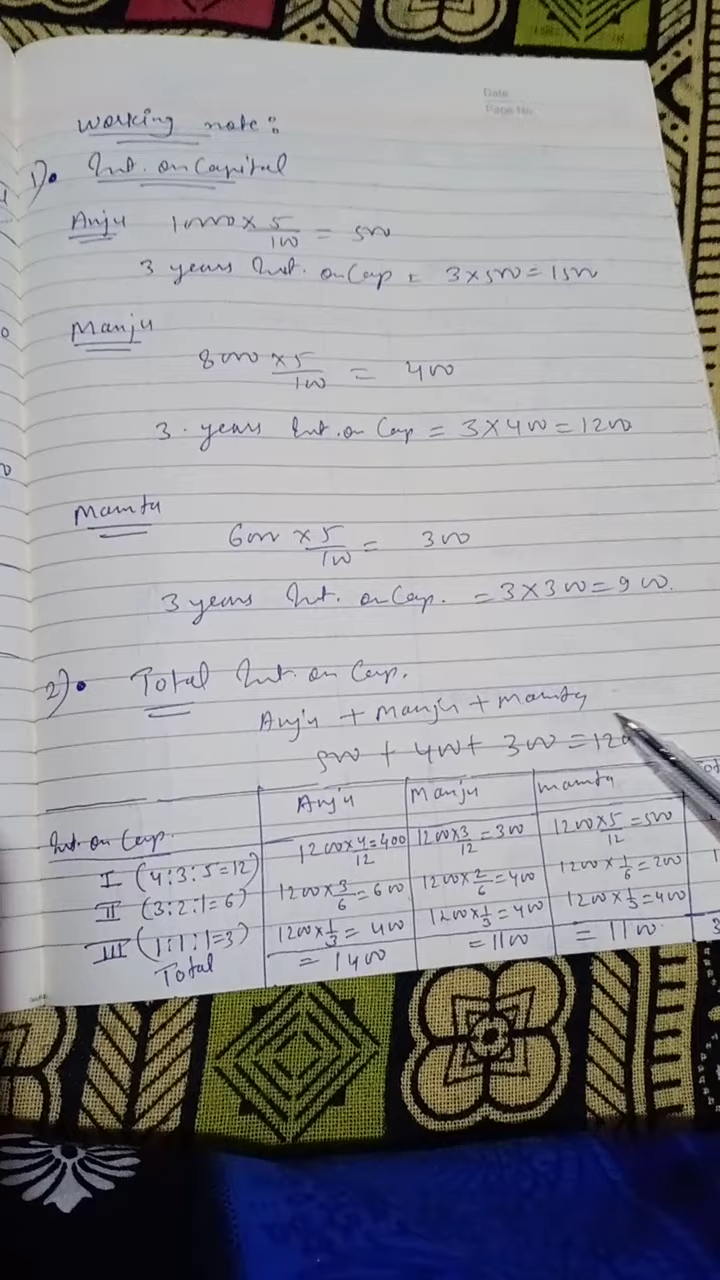 Date
Page No.
Working note:
1). Int. on Capital
Anju 10000 × 5/100 = 500
3 years Int. on Cap = 3×500=1500
Manju
8000 × 5/100 = 400
3. years Int. on Cap = 3×400=1200
Mamta
6000 × 5/100 = 300
3 years Int. on Cap. = 3×300=900.
2). Total Int. on Cap.
Anju + Manju + Mamta
500 + 400 + 300 = 120
Anju Manju Mamta
Int. on Cap.
I (4:3:5=12) 1200×4/12=400 1200×3/12=300 1200×5/12=500
II (3:2:1=6) 1200×3/6=600 1200×2/6=400 1200×1/6=200
III (1:1:1=3) 1200×1/3=400 1200×1/3=400 1200×1/3=400
Total = 1400 =1100 = 1100